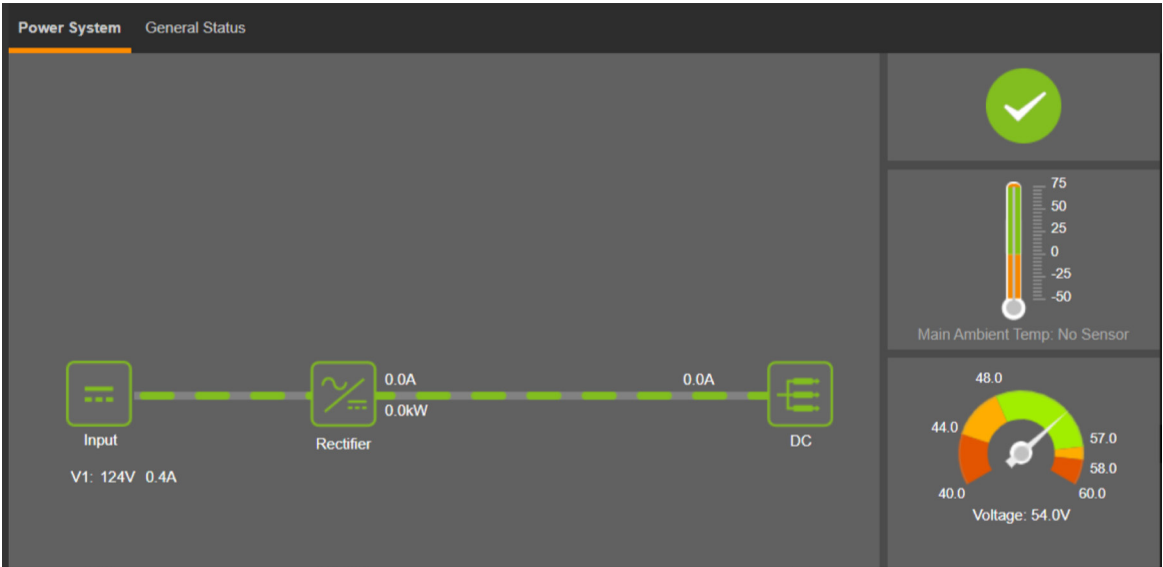 Power System General Status
75
50
25
0
-25
-50
Main Ambient Temp: No Sensor
0.0A 0.0A
0.0kW
Input
Rectifier
DC
V1: 124V 0.4A
48.0
44.0
57.0
58.0
40.0 60.0
Voltage: 54.0V